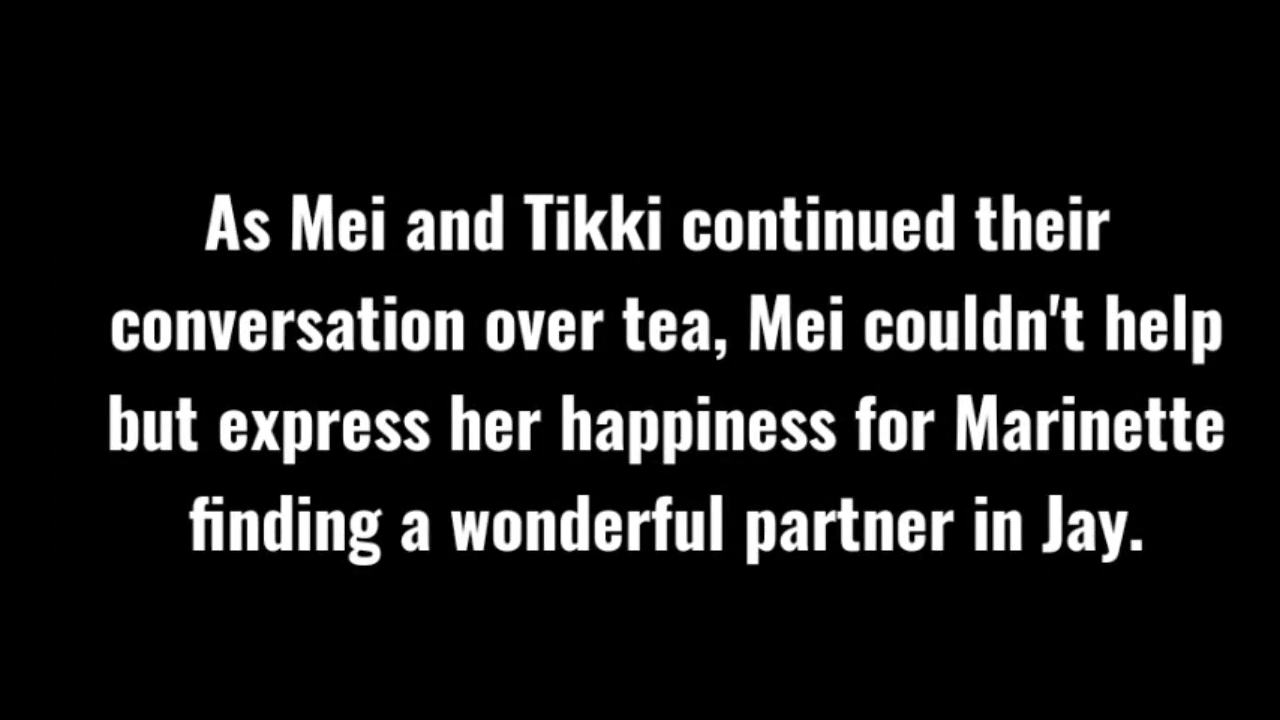 As Mei and Tikki continued their
conversation over tea, Mei couldn't help
but express her happiness for Marinette
finding a wonderful partner in Jay.